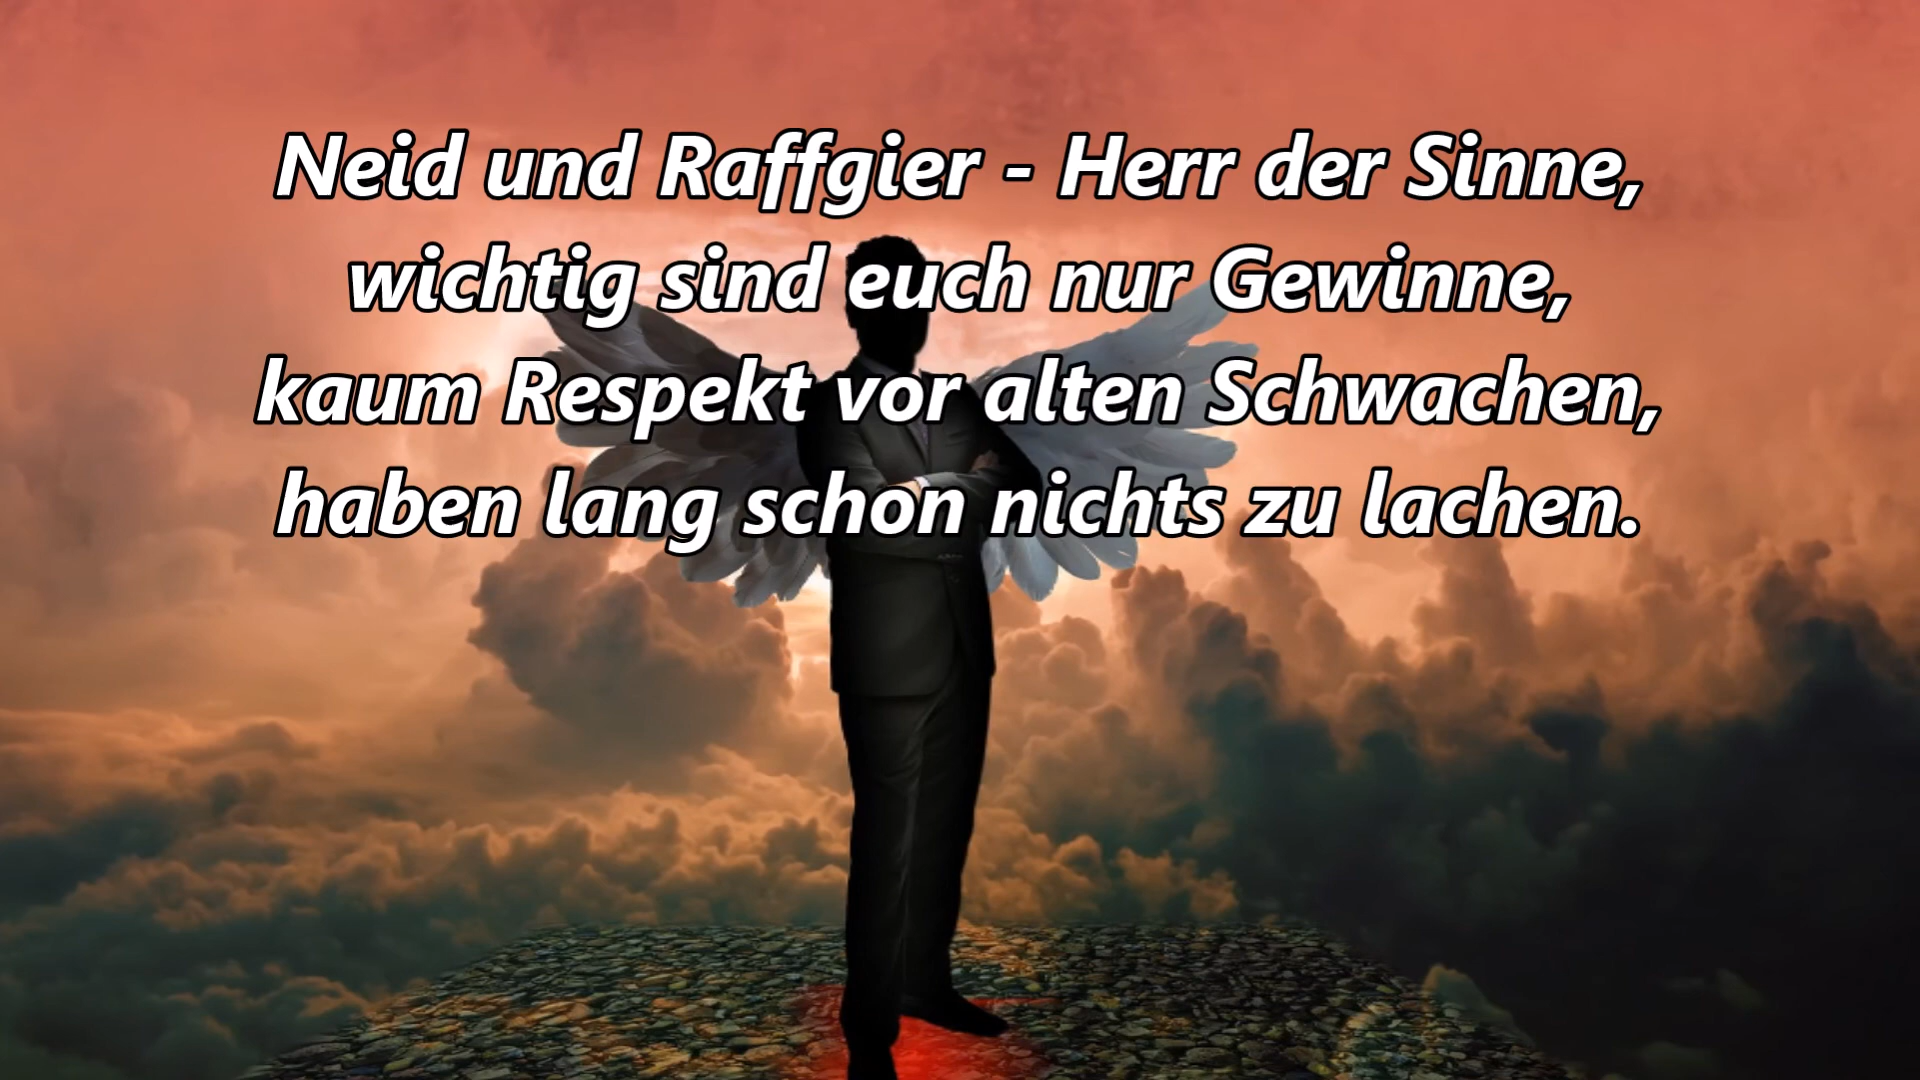 Neid und Raffgier - Herr der Sinne,
wichtig sind euch nur Gewinne,
kaum Respekt vor alten Schwachen,
haben lang schon nichts zu lachen.